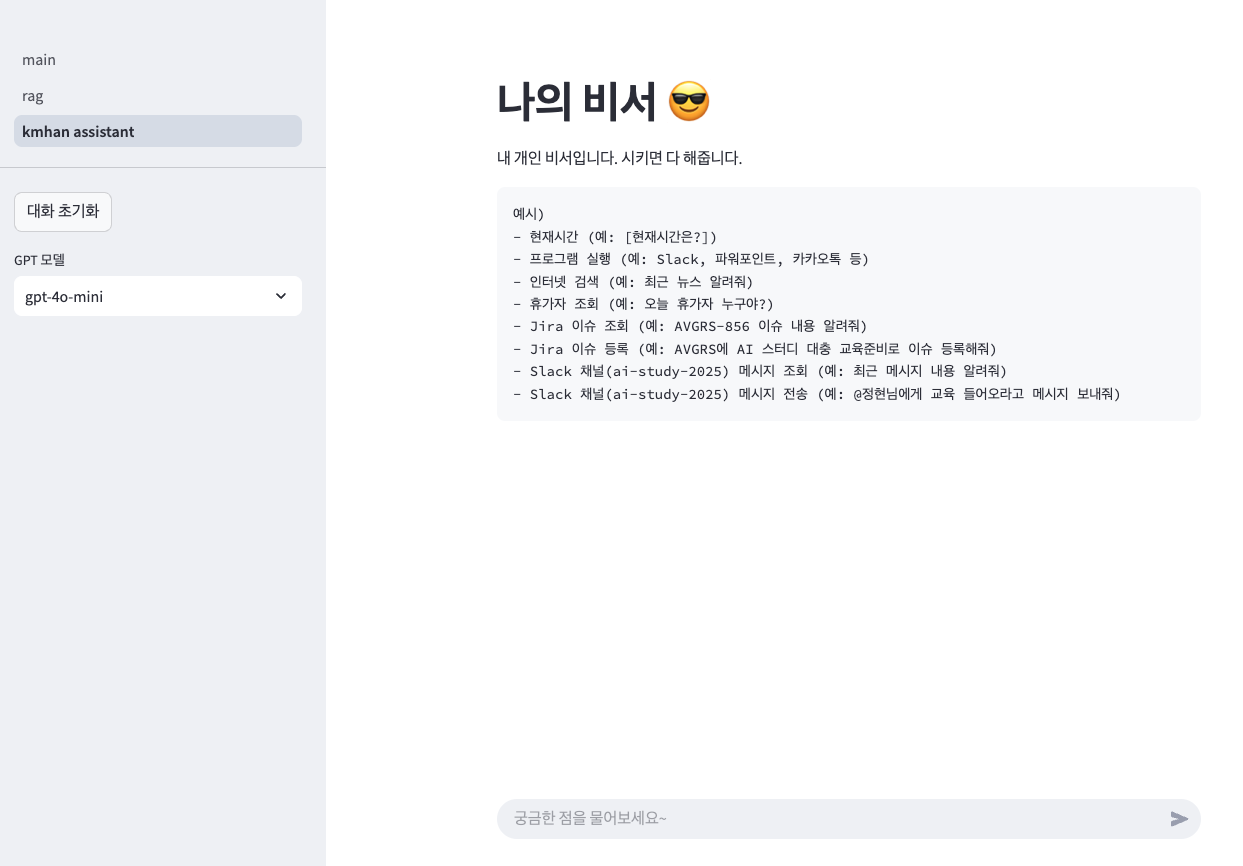 main
rag
kmhan assistant
대화 초기화
GPT 모델
gpt-4o-mini
나의 비서 😎
내 개인 비서입니다. 시키면 다 해줍니다.
예시)
- 현재시간 (예: [현재시간은?])
- 프로그램 실행 (예: Slack, 파워포인트, 카카오톡 등)
- 인터넷 검색 (예: 최근 뉴스 알려줘)
- 휴가자 조회 (예: 오늘 휴가자 누구야?)
- Jira 이슈 조회 (예: AVGRS-856 이슈 내용 알려줘)
- Jira 이슈 등록 (예: AVGRS에 AI 스터디 대충 교육준비로 이슈 등록해줘)
- Slack 채널(ai-study-2025) 메시지 조회 (예: 최근 메시지 내용 알려줘)
- Slack 채널(ai-study-2025) 메시지 전송 (예: @정현님에게 교육 들어오라고 메시지 보내줘)
궁금한 점을 물어보세요~